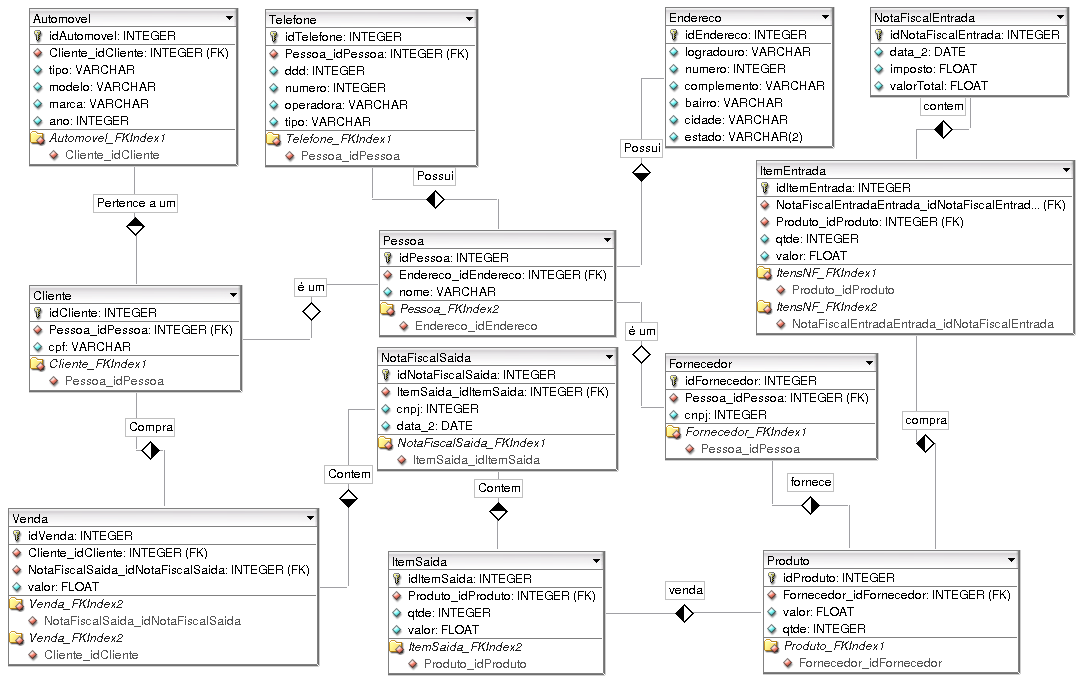 Automovel
idAutomovel: INTEGER
Cliente_idCliente: INTEGER (FK)
tipo: VARCHAR
modelo: VARCHAR
marca: VARCHAR
ano: INTEGER
Automovel_FKIndex1
Cliente_idCliente
Telefone
idTelefone: INTEGER
Pessoa_idPessoa: INTEGER (FK)
ddd: INTEGER
numero: INTEGER
operadora: VARCHAR
tipo: VARCHAR
Telefone_FKIndex1
Pessoa_idPessoa
Endereco
idEndereco: INTEGER
logradouro: VARCHAR
numero: INTEGER
complemento: VARCHAR
bairro: VARCHAR
cidade: VARCHAR
estado: VARCHAR(2)
NotaFiscalEntrada
idNotaFiscalEntrada: INTEGER
data_2: DATE
imposto: FLOAT
valorTotal: FLOAT
contem
Possui
Possui
Pertence a um
ItemEntrada
idItemEntrada: INTEGER
NotaFiscalEntradaEntrada_idNotaFiscalEntrad... (FK)
Produto_idProduto: INTEGER (FK)
qtde: INTEGER
valor: FLOAT
ItensNF_FKIndex1
Produto_idProduto
ItensNF_FKIndex2
NotaFiscalEntradaEntrada_idNotaFiscalEntrada
Pessoa
idPessoa: INTEGER
Endereco_idEndereco: INTEGER (FK)
nome: VARCHAR
Pessoa_FKIndex2
Endereco_idEndereco
é um
é um
Cliente
idCliente: INTEGER
Pessoa_idPessoa: INTEGER (FK)
cpf: VARCHAR
Cliente_FKIndex1
Pessoa_idPessoa
NotaFiscalSaida
idNotaFiscalSaida: INTEGER
ItemSaida_idItemSaida: INTEGER (FK)
cnpj: INTEGER
data_2: DATE
NotaFiscalSaida_FKIndex1
ItemSaida_idItemSaida
Fornecedor
idFornecedor: INTEGER
Pessoa_idPessoa: INTEGER (FK)
cnpj: INTEGER
Fornecedor_FKIndex1
Pessoa_idPessoa
Compra
compra
Contem
Contem
fornece
Venda
idVenda: INTEGER
Cliente_idCliente: INTEGER (FK)
NotaFiscalSaida_idNotaFiscalSaida: INTEGER (FK)
valor: FLOAT
Venda_FKIndex2
NotaFiscalSaida_idNotaFiscalSaida
Venda_FKIndex2
Cliente_idCliente
ItemSaida
idItemSaida: INTEGER
Produto_idProduto: INTEGER (FK)
qtde: INTEGER
valor: FLOAT
ItemSaida_FKIndex2
Produto_idProduto
venda
Produto
idProduto: INTEGER
Fornecedor_idFornecedor: INTEGER (FK)
valor: FLOAT
qtde: INTEGER
Produto_FKIndex1
Fornecedor_idFornecedor